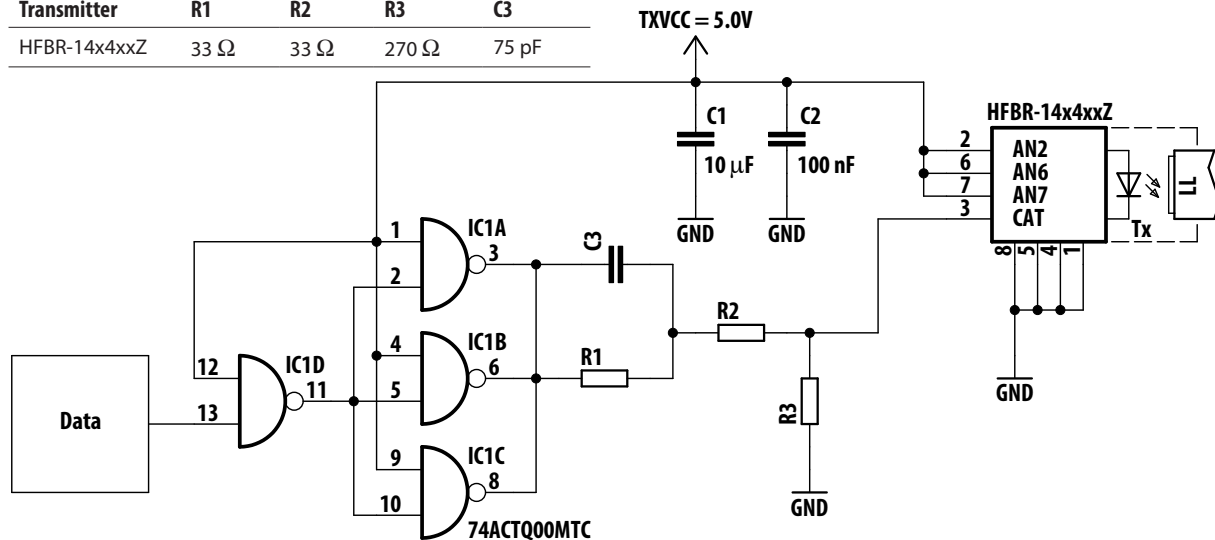 Transmitter R1 R2 R3 C3
HFBR-14x4xxZ 33 Ω 33 Ω 270 Ω 75 pF
TXVCC = 5.0V
C1
10 μF
GND
C2
100 nF
GND
HFBR-14x4xxZ
2 AN2
6 AN6
7 AN7
3 CAT
Tx
LL
8 5 4 1
GND
1
2
IC1A
3
C3
R2
4
5
IC1B
6
R1
R3
GND
12
13
IC1D
11
Data
9
10
IC1C
8
74ACTQ00MTC